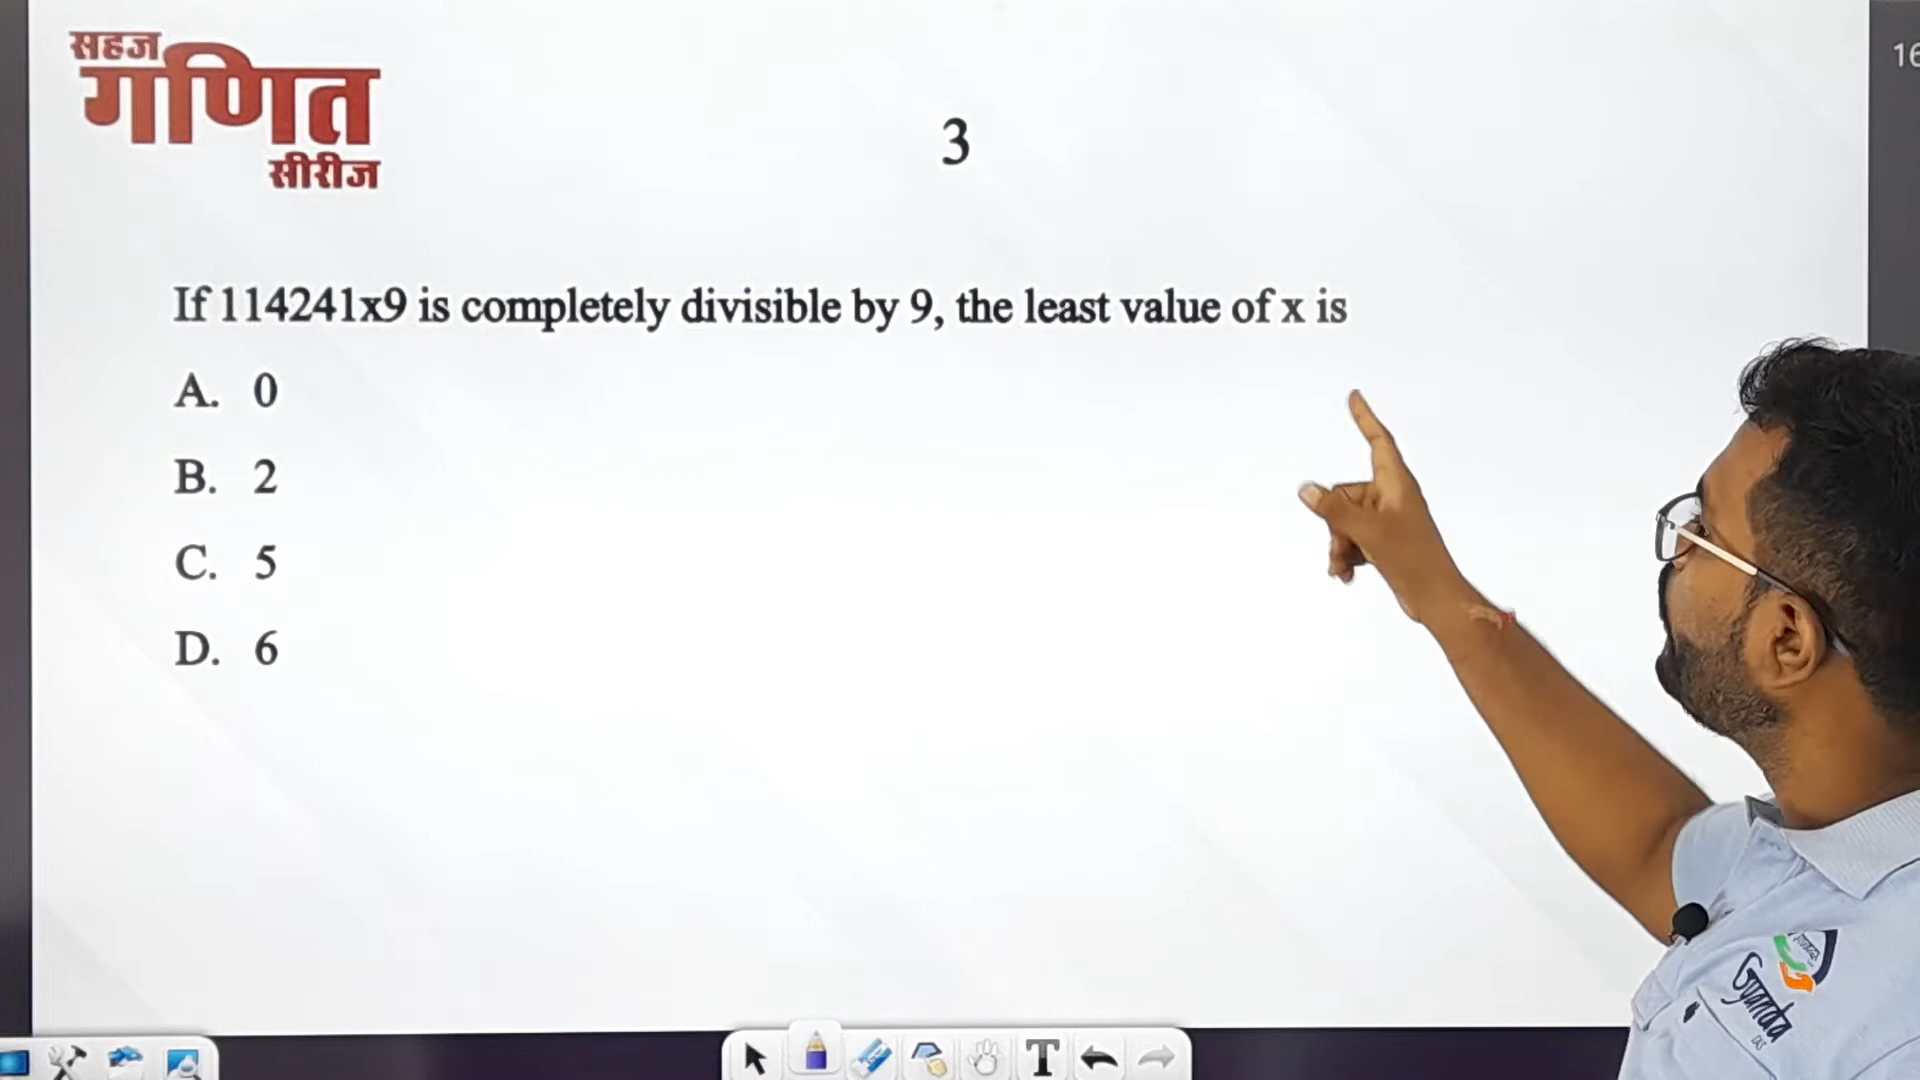 सहज
गणित
सीरीज
16
3
If 114241x9 is completely divisible by 9, the least value of x is
A. 0
B. 2
C. 5
D. 6
T
Gyanda